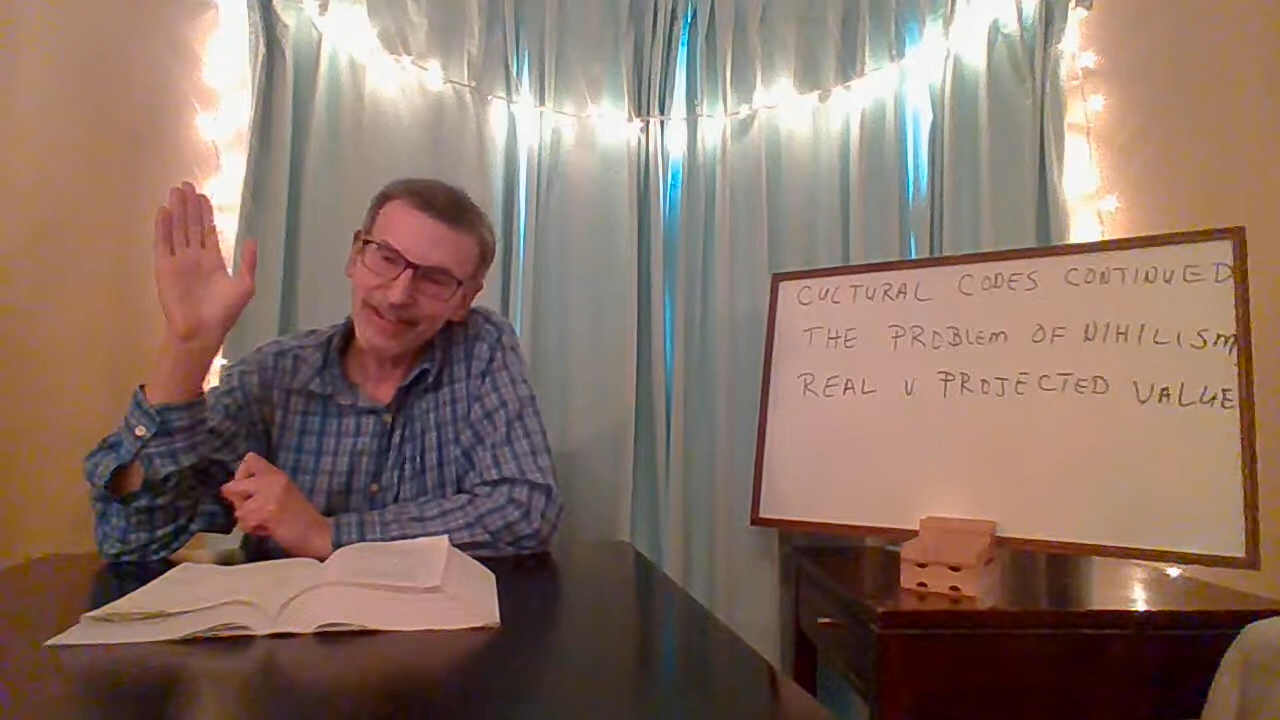 CULTURAL CODES CONTINUED
THE PROBLEM OF NIHILISM
REAL V PROJECTED VALUE